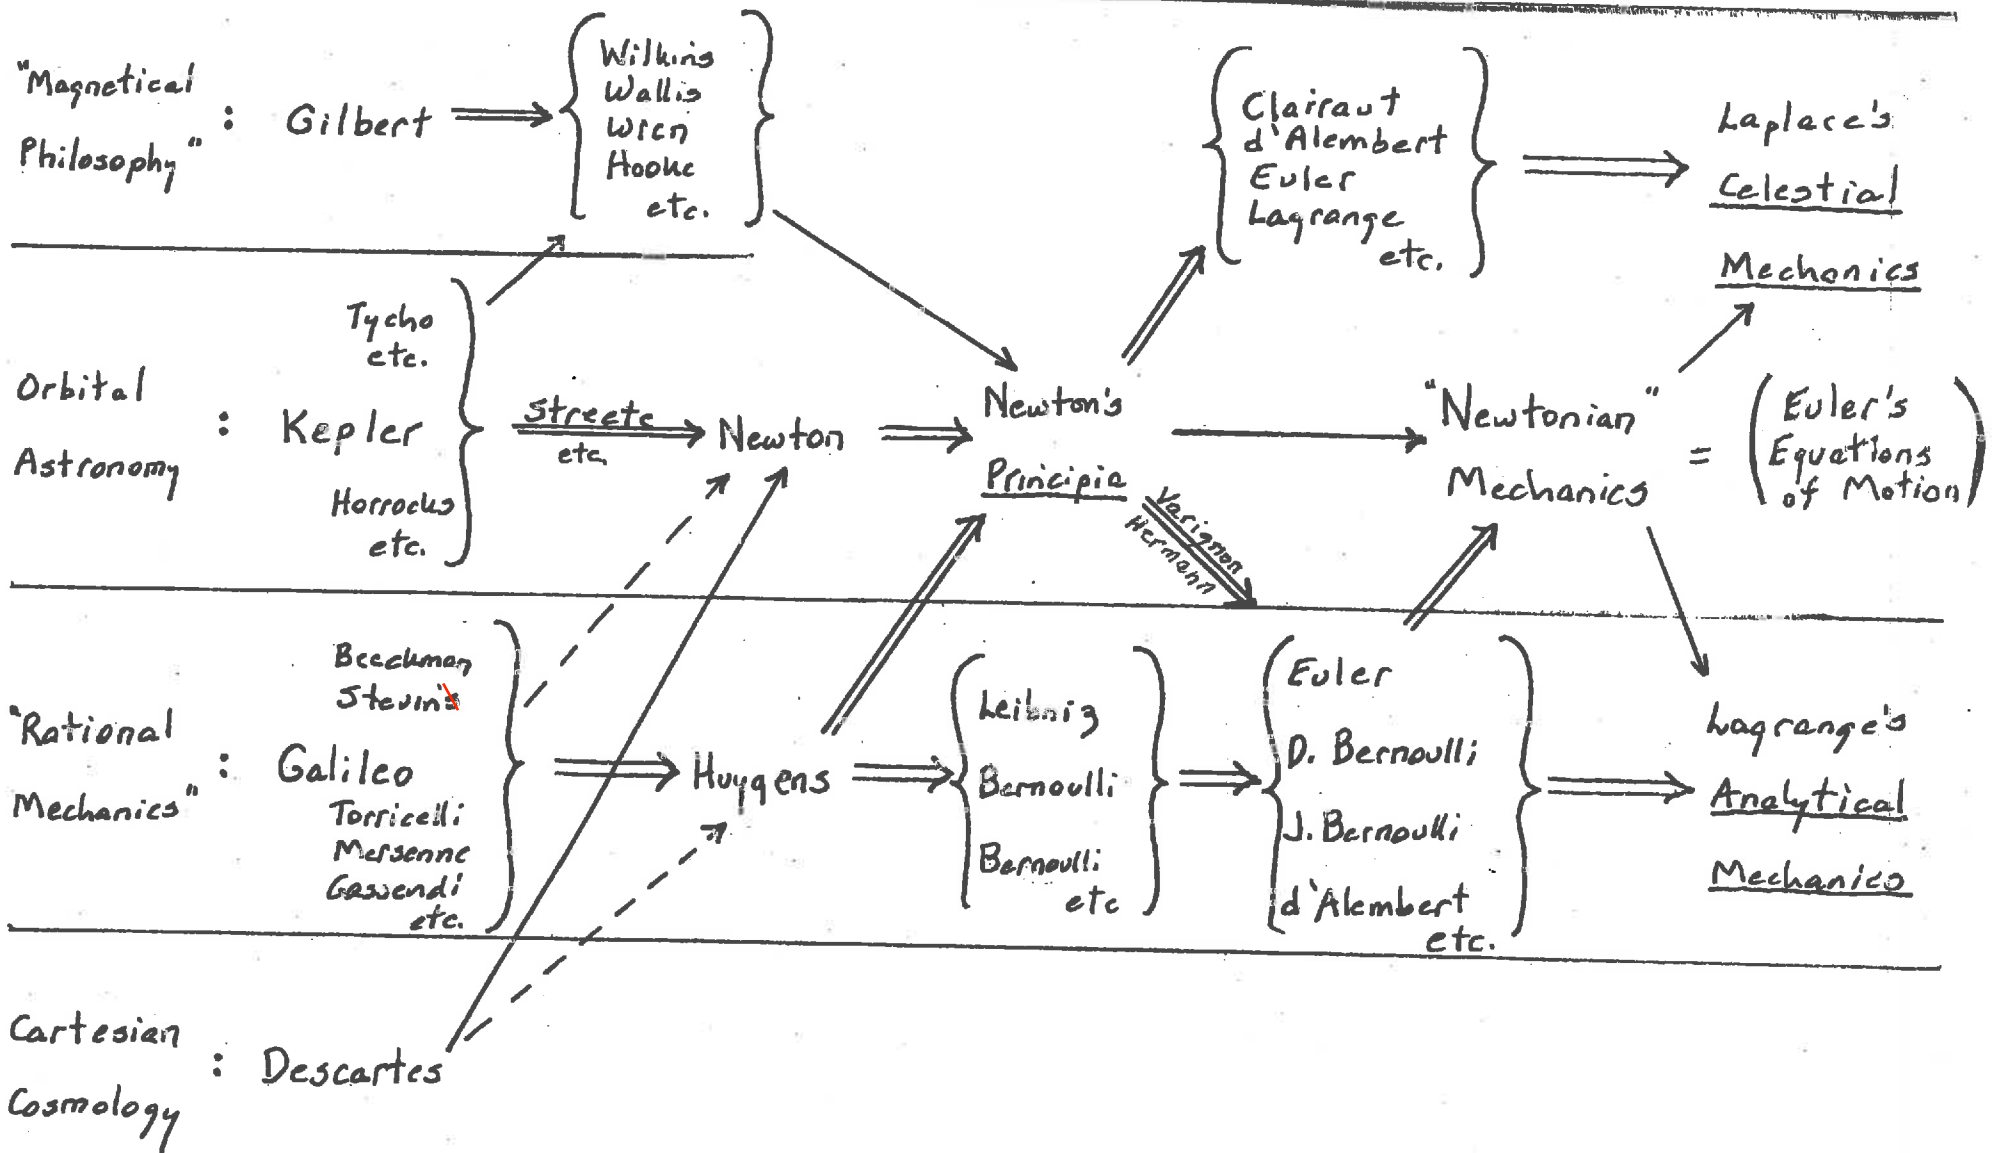 "Magnetical
Philosophy"
:
Gilbert
Wilkins
Wallis
Wren
Hooke
etc.
Clairaut
d'Alembert
Euler
Lagrange
etc.
Laplace's
Celestial
Mechanics
Orbital
Astronomy
:
Tycho
etc.
Kepler
Horrocks
etc.
Streete
etc.
Newton
Newton's
Principia
Varignon
Hermann
"Newtonian"
Mechanics
=
Euler's
Equations
of Motion
"Rational
Mechanics"
:
Beeckman
Stevin's
Galileo
Torricelli
Mersenne
Gassendi
etc.
Huygens
Leibniz
Bernoulli
Bernoulli
etc
Euler
D. Bernoulli
J. Bernoulli
d'Alembert
etc.
Lagrange's
Analytical
Mechanics
Cartesian
Cosmology
:
Descartes